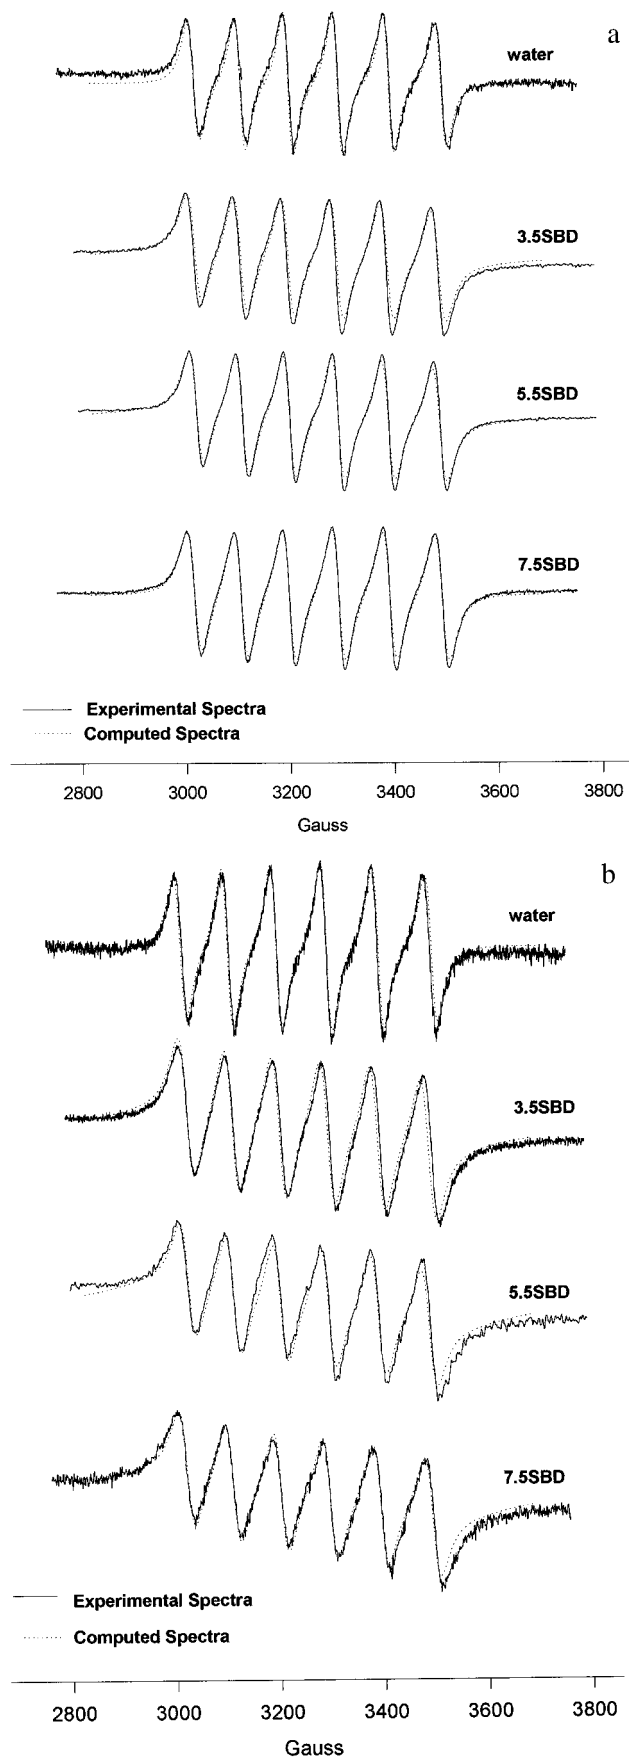 a
water
3.5SBD
5.5SBD
7.5SBD
Experimental Spectra
Computed Spectra
2800 3000 3200 3400 3600 3800
Gauss
b
water
3.5SBD
5.5SBD
7.5SBD
Experimental Spectra
Computed Spectra
2800 3000 3200 3400 3600 3800
Gauss